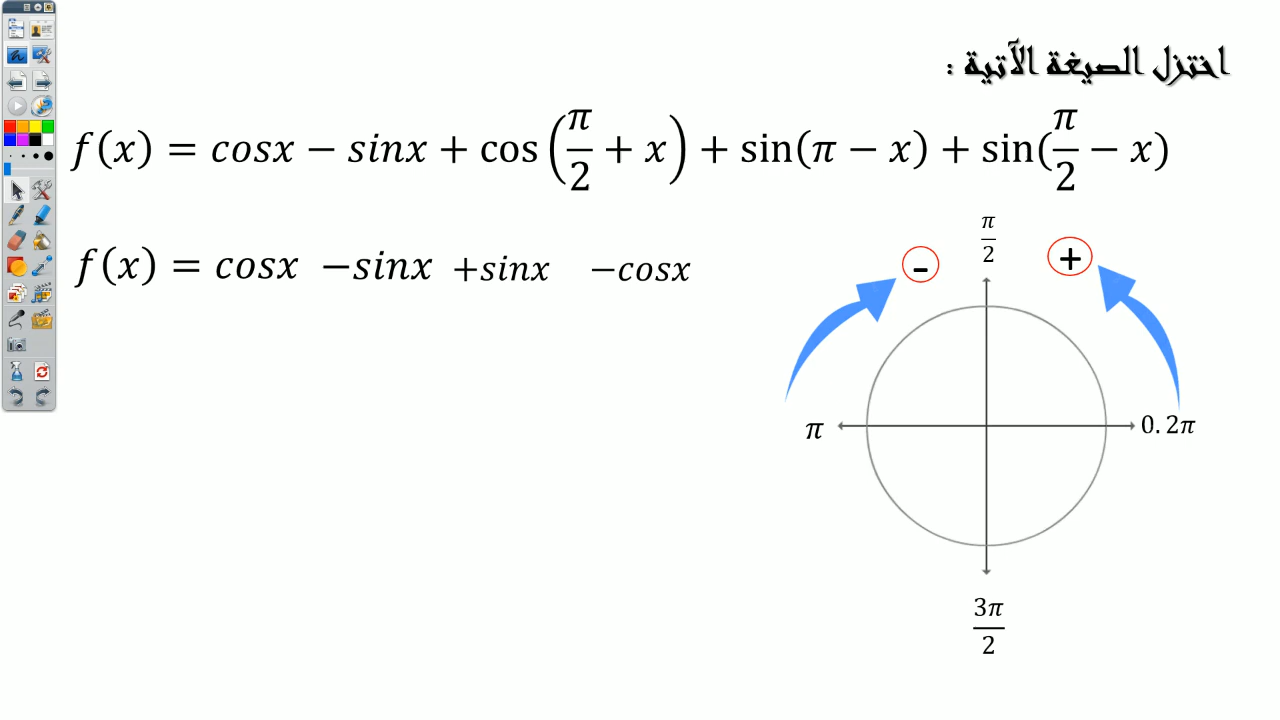 اختزل الصيغة الآتية :
f(x) = cosx − sinx + cos(π/2 + x) + sin(π − x) + sin(π/2 − x)
f(x) = cosx −sinx +sinx −cosx
π/2
- +
π 0. 2π
3π/2